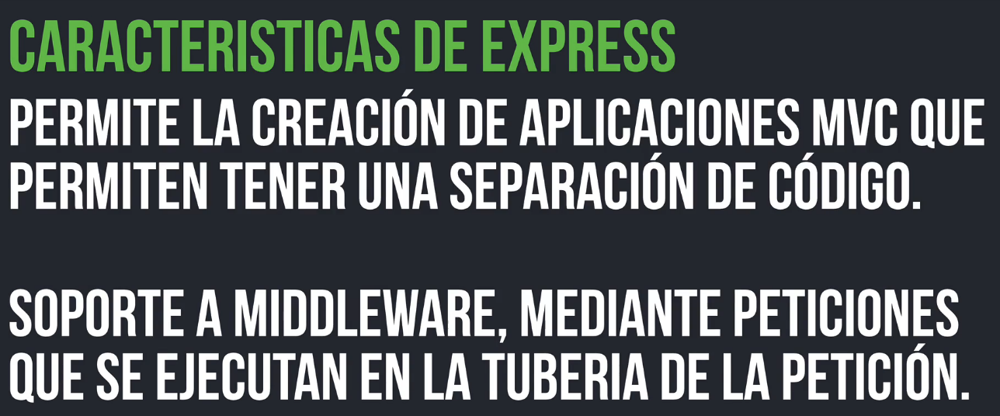 CARACTERISTICAS DE EXPRESS
PERMITE LA CREACIÓN DE APLICACIONES MVC QUE
PERMITEN TENER UNA SEPARACIÓN DE CÓDIGO.
SOPORTE A MIDDLEWARE, MEDIANTE PETICIONES
QUE SE EJECUTAN EN LA TUBERIA DE LA PETICIÓN.